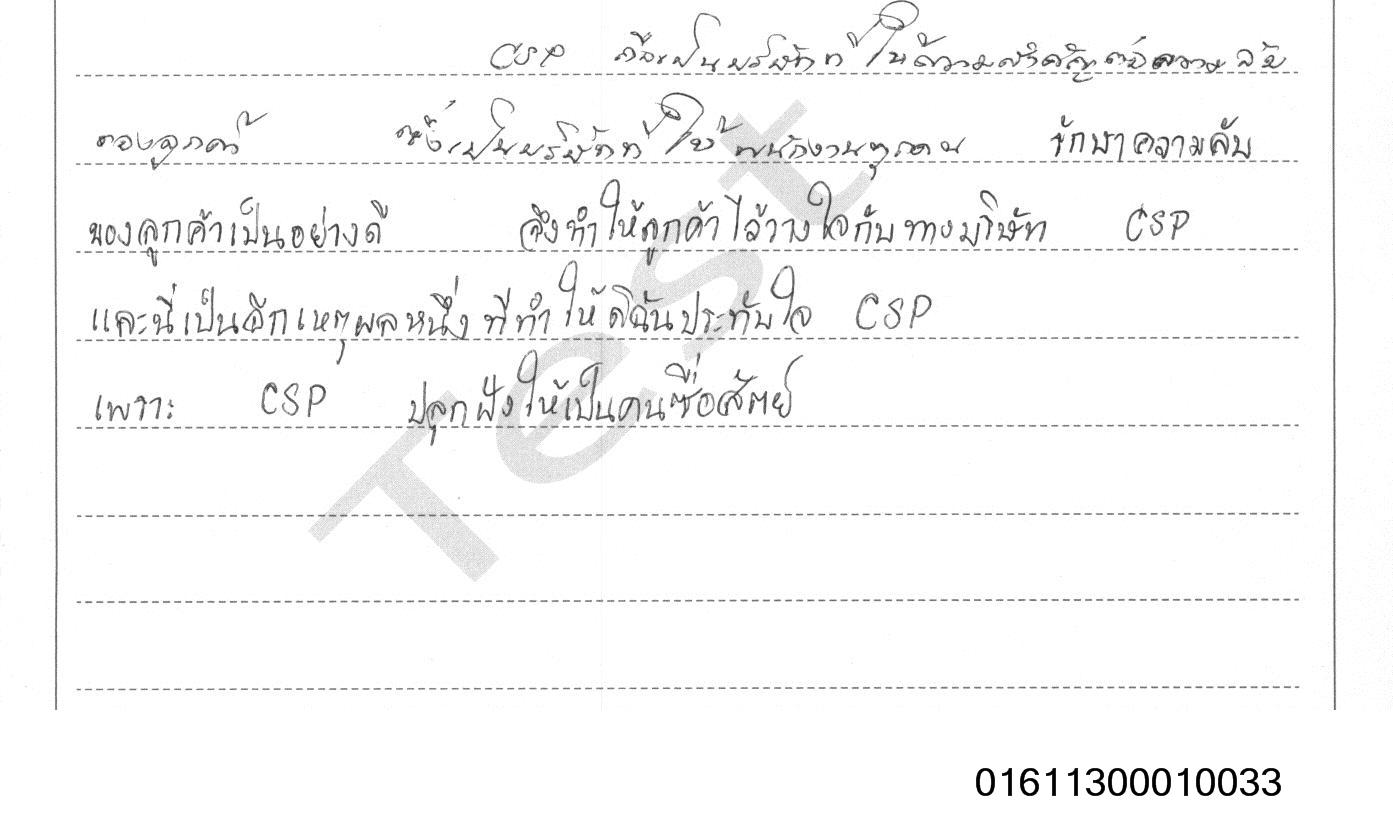 CSP ถือเป็นบริษัทที่ให้ความสำคัญต่อความลับ
ของลูกค้า ซึ่งเป็นบริษัทที่ให้พนักงานทุกคน รักษาความลับ
ของลูกค้าเป็นอย่างดี จึงทำให้ลูกค้าไว้วางใจกับทางบริษัท CSP
และนี่เป็นอีกเหตุผลหนึ่ง ที่ทำให้ดิฉันประทับใจ CSP
เพราะ CSP ปลูกฝังให้เป็นคนซื่อสัตย์
Test
01611300010033